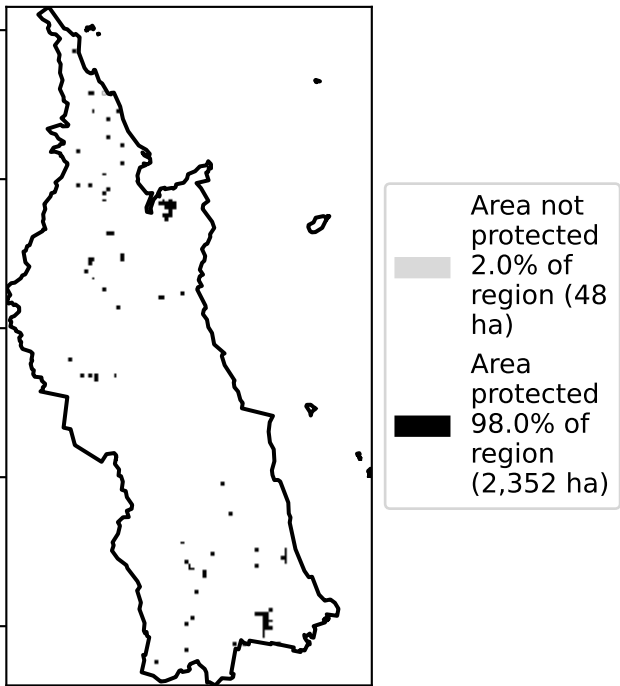 Area not
protected
2.0% of
region (48
ha)
Area
protected
98.0% of
region
(2,352 ha)